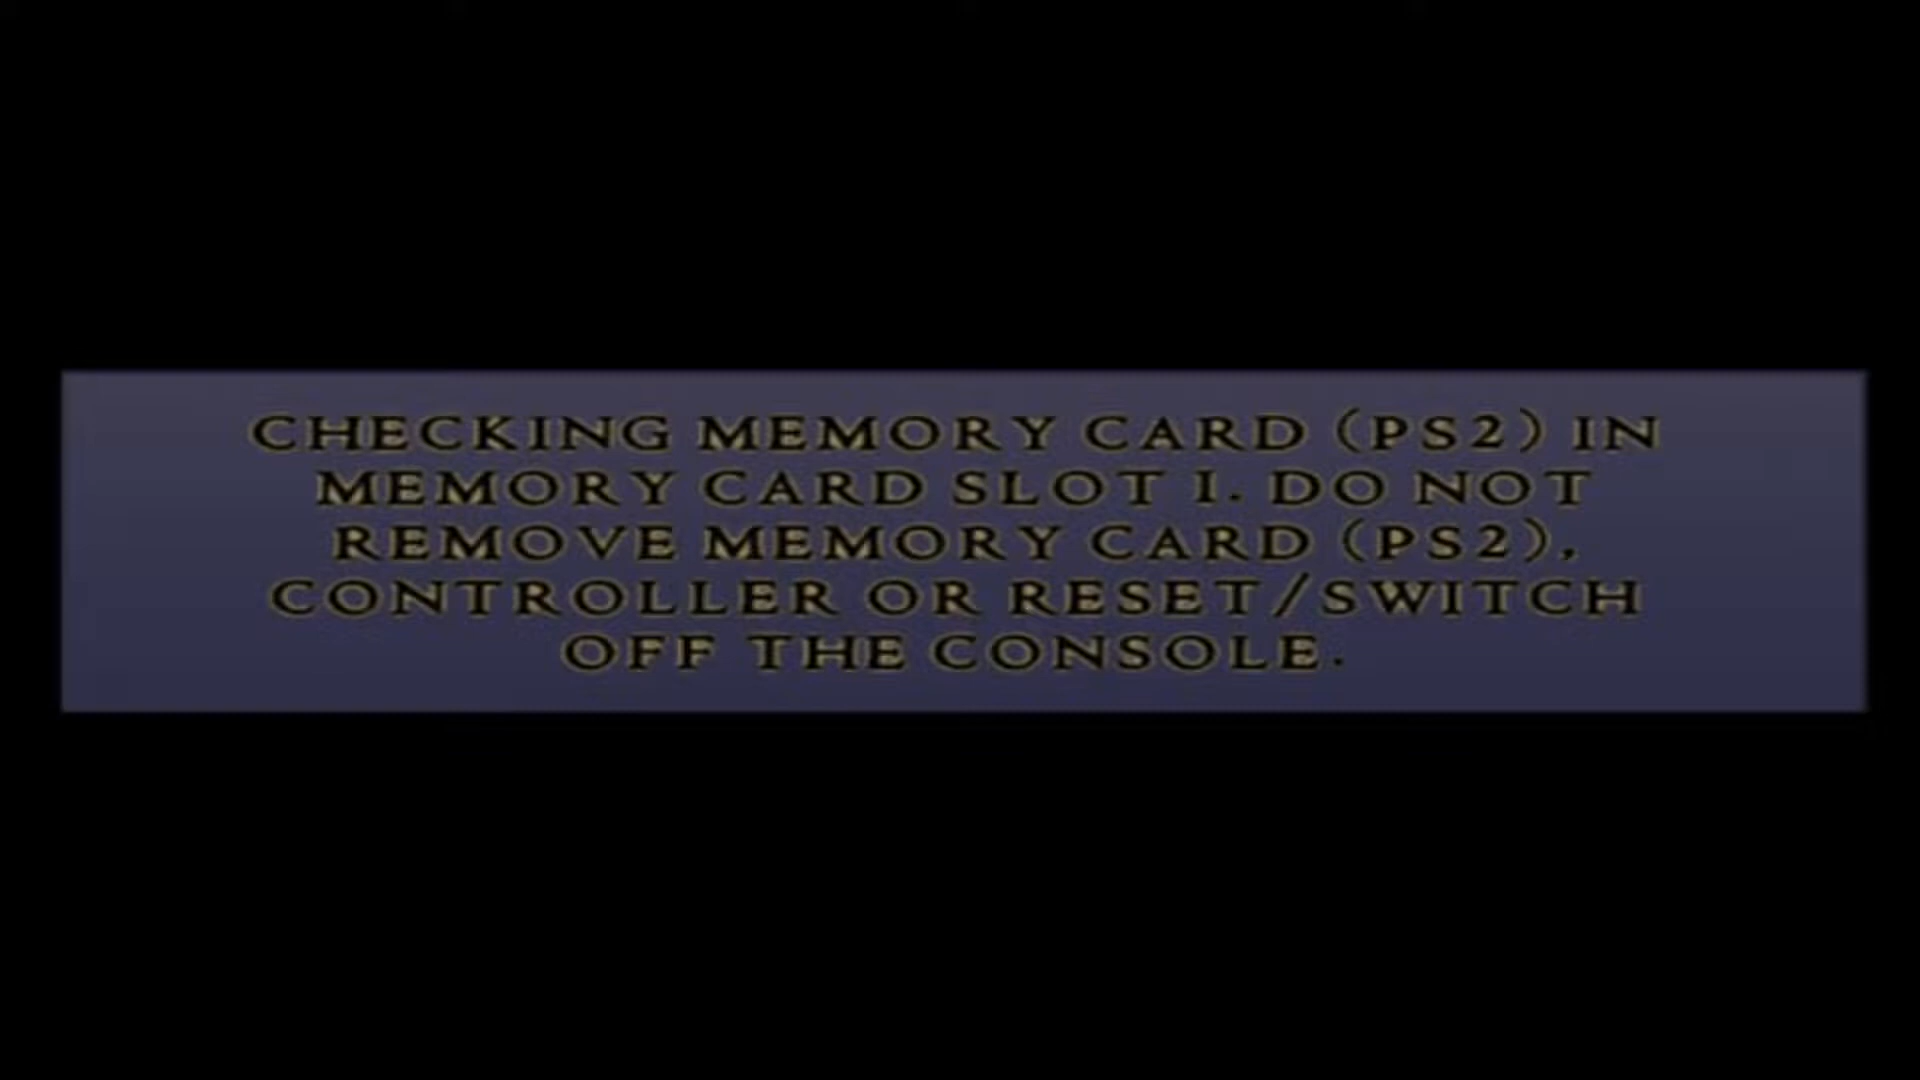 CHECKING MEMORY CARD (PS2) IN
MEMORY CARD SLOT 1. DO NOT
REMOVE MEMORY CARD (PS2),
CONTROLLER OR RESET/SWITCH
OFF THE CONSOLE.